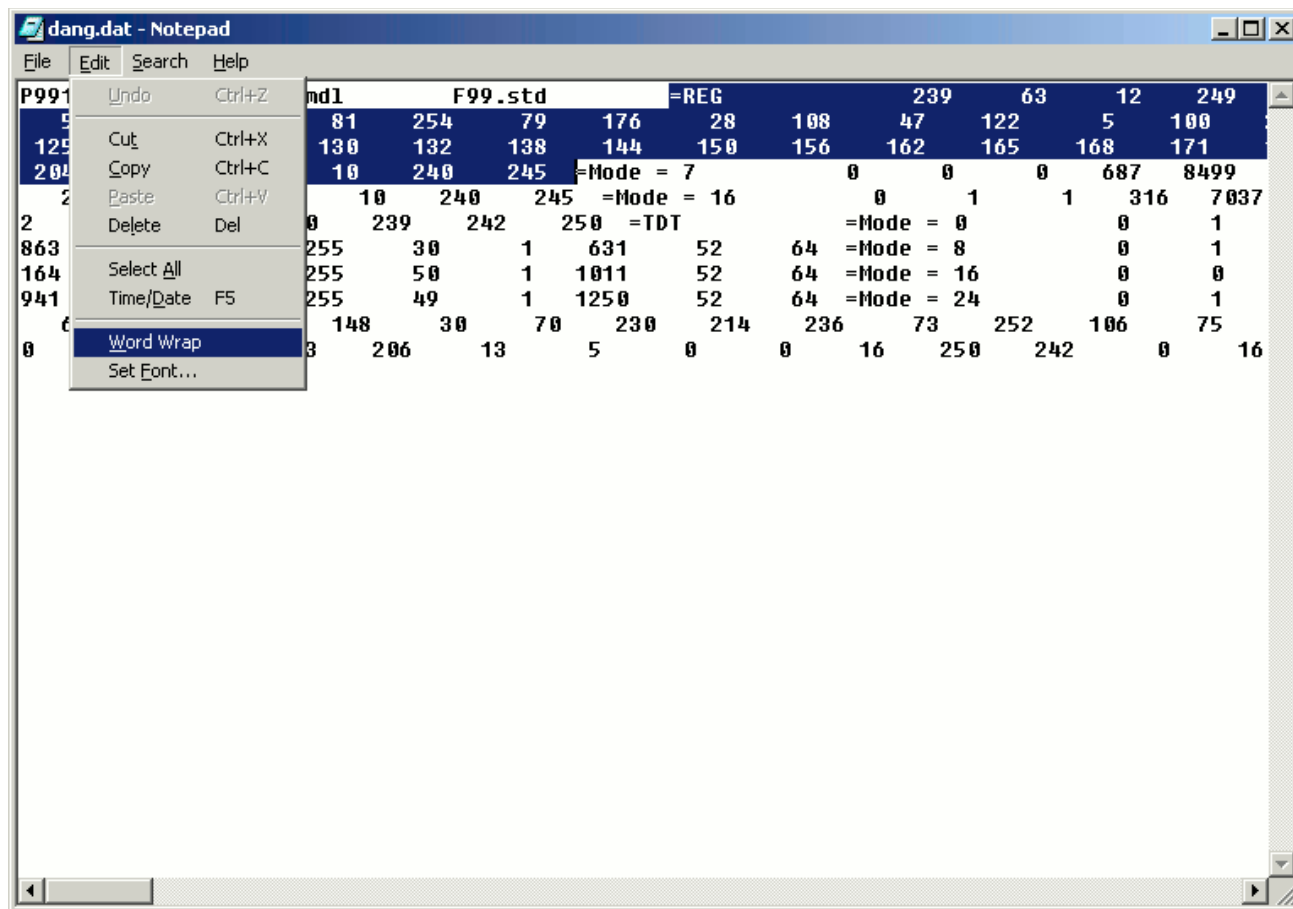 dang.dat - Notepad
File Edit Search Help
Undo Ctrl+Z
Cut Ctrl+X
Copy Ctrl+C
Paste Ctrl+V
Delete Del
Select All
Time/Date F5
Word Wrap
Set Font...
P991 mdl F99.std =REG 239 63 12 249
5 81 254 79 176 28 108 47 122 5 100
125 130 132 138 144 150 156 162 165 168 171
204 10 240 245 =Mode = 7 0 0 0 687 8499
2 10 240 245 =Mode = 16 0 1 1 316 7037
2 0 239 242 250 =TDT =Mode = 0 0 1
863 255 30 1 631 52 64 =Mode = 8 0 1
164 255 50 1 1011 52 64 =Mode = 16 0 0
941 255 49 1 1250 52 64 =Mode = 24 0 1
148 30 70 230 214 236 73 252 106 75
0 3 206 13 5 0 0 16 250 242 0 16